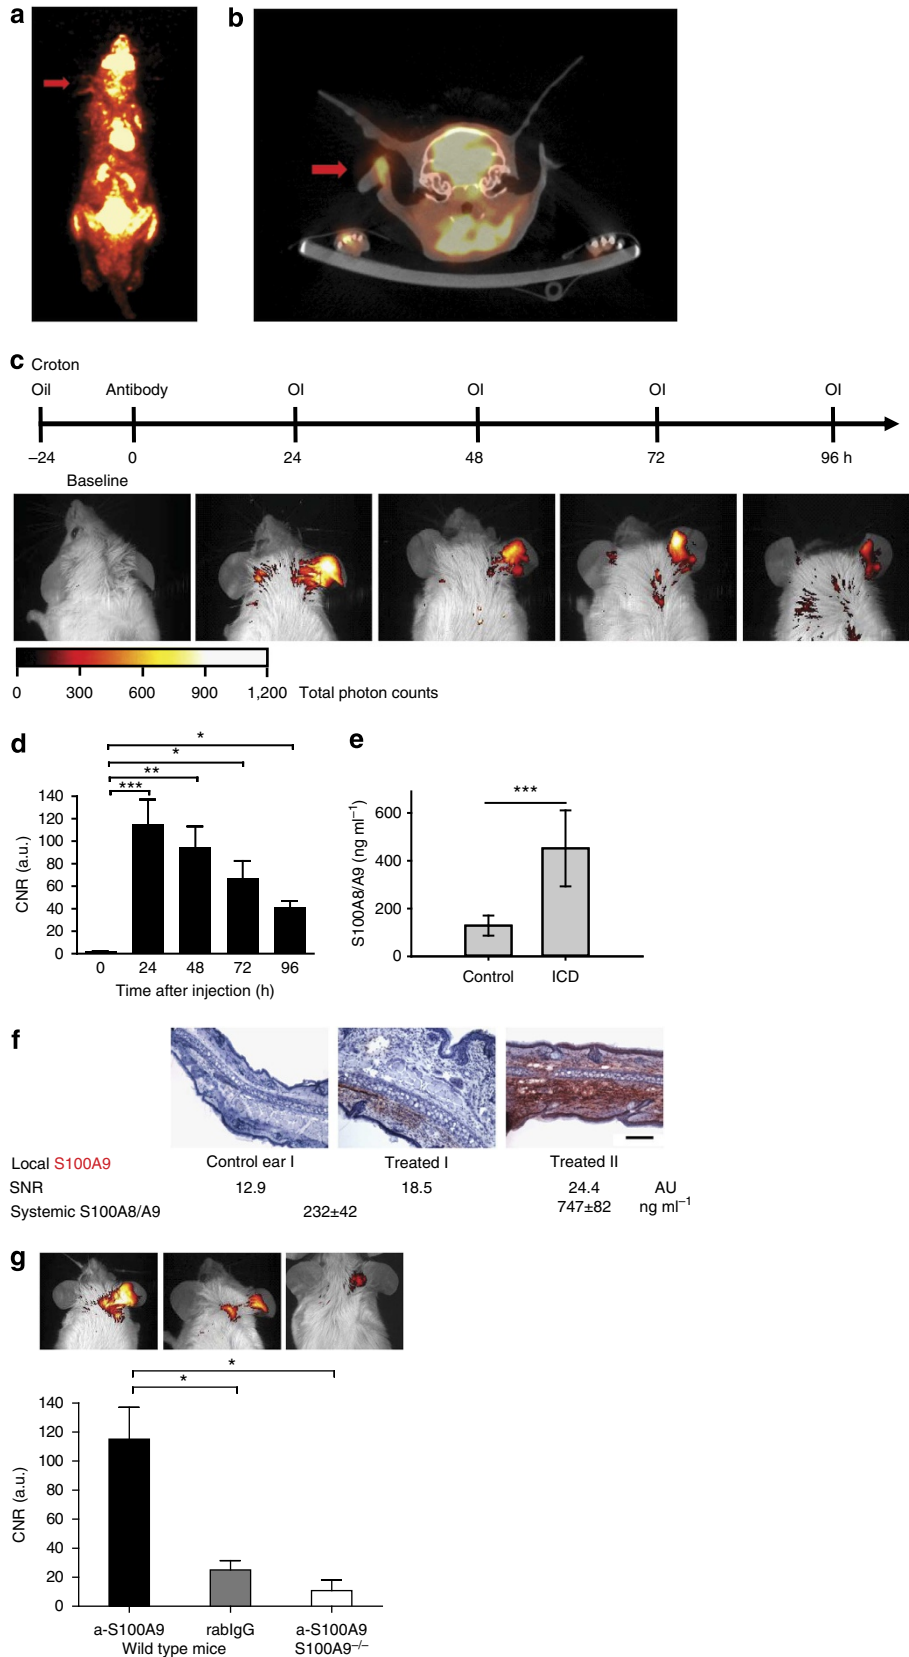 a
b
c Croton
Oil Antibody OI OI OI OI
–24 0 24 48 72 96 h
Baseline
0 300 600 900 1,200 Total photon counts
d
* 
*
**
***
140
120
100
80
60
40
20
0
CNR (a.u.)
0 24 48 72 96
Time after injection (h)
e
***
600
400
200
0
S100A8/A9 (ng ml⁻¹)
Control ICD
f
Local S100A9 Control ear I Treated I Treated II
SNR 12.9 18.5 24.4 AU
Systemic S100A8/A9 232±42 747±82 ng ml⁻¹
g
*
*
140
120
100
80
60
40
20
0
CNR (a.u.)
a-S100A9 rabIgG a-S100A9
Wild type mice S100A9⁻/⁻